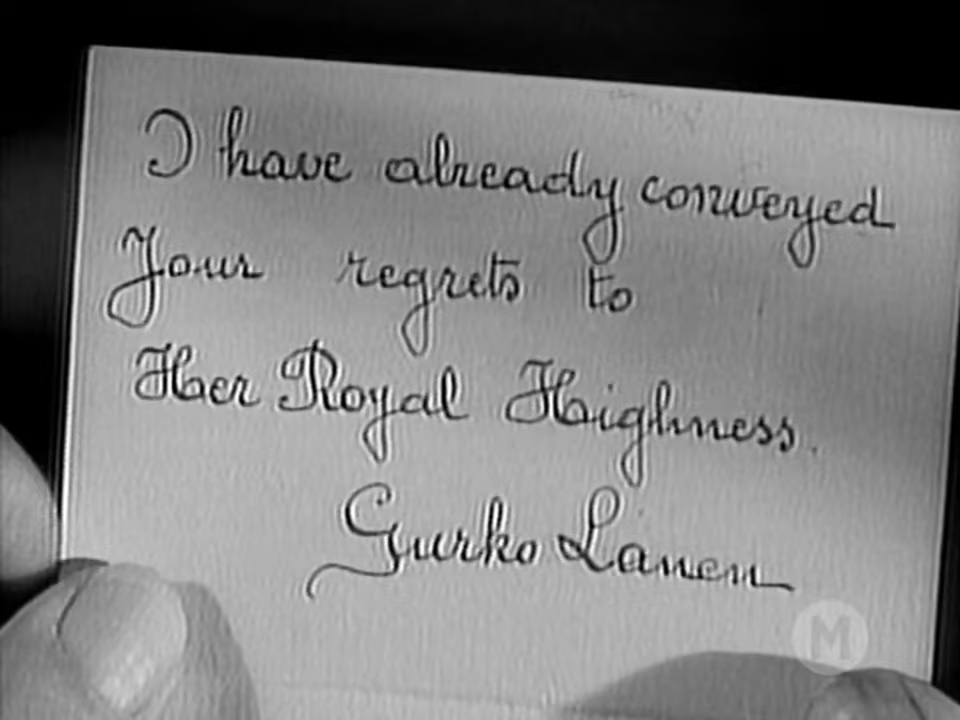 I have already conveyed
Your regrets to
Her Royal Highness.
Gurko Lanen
M